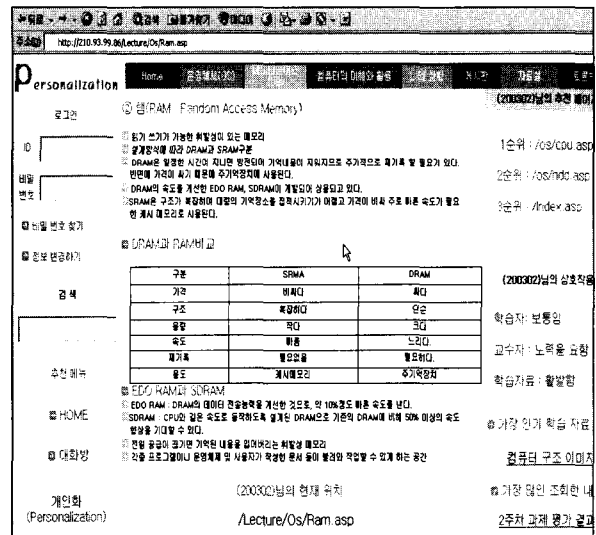 http://210.93.99.86/Lecture/Os/Ram.asp
Personalization
Home
컴퓨터의 이해와 활용
게시판
자료실
로그인
ID
비밀
번호
비밀 번호 찾기
정보 변경하기
검 색
추천 메뉴
HOME
대화방
개인화
(Personalization)
② 램(RAM : Random Access Memory)
읽기 쓰기가 가능한 휘발성이 있는 메모리
설계방식에 따라 DRAM과 SRAM구분
DRAM은 일정한 시간이 지나면 방전되어 기억내용이 지워지므로 주기적으로 재기록 할 필요가 있다.
반면에 가격이 싸기 때문에 주기억장치에 사용된다.
DRAM의 속도를 개선한 EDO RAM, SDRAM이 개발되어 상용되고 있다.
SRAM은 구조가 복잡하여 대량의 기억장소를 집적시키기가 어렵고 가격이 비싸 주로 빠른 속도가 필요
한 캐시 메모리로 사용된다.
DRAM과 RAM비교
구분 SRMA DRAM
가격 비싸다 싸다
구조 복잡하다 단순
용량 작다 크다
속도 빠름 느리다.
재기록 필요없음 필요하다.
용도 캐시메모리 주기억장치
EDO RAM과 SDRAM
EDO RAM : DRAM의 데이터 전송능력을 개선한 것으로, 약 10%정도 빠른 속도를 낸다.
SDRAM : CPU와 같은 속도로 동작하도록 설계된 DRAM으로 기존의 DRAM에 비해 50% 이상의 속도
향상을 기대할 수 있다.
전원 공급이 끊기면 기억된 내용을 잃어버리는 휘발성 메모리
각종 프로그램이나 운영체제 및 사용자가 작성한 문서 등이 불려와 작업할 수 있게 하는 공간
(200302)님의 현재 위치
/Lecture/Os/Ram.asp
(200302)님의 추천 페이지
1순위 : /os/cpu.asp
2순위 : /os/hdd.asp
3순위 : /index.asp
(200302)님의 상호작용
학습자: 보통임
교수자 : 노력을 요함
학습자료 : 활발함
가장 인기 학습 자료
컴퓨터 구조 이미지
가장 많인 조회한 내
2주차 과제 평가 결과